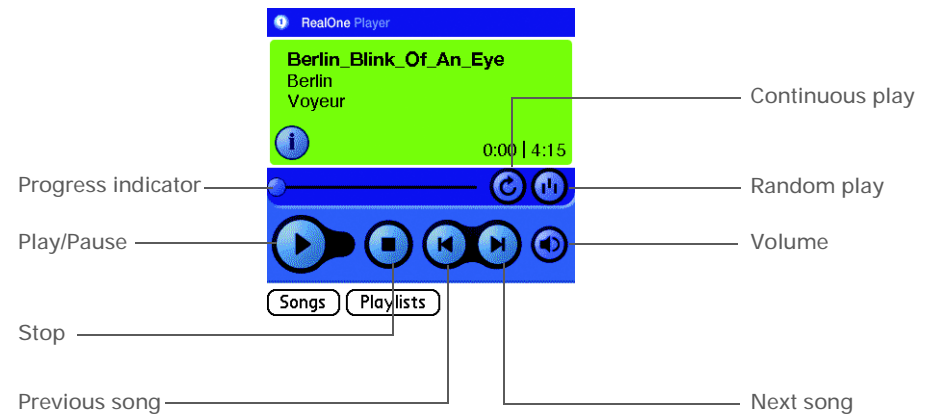 RealOne Player
Berlin_Blink_Of_An_Eye
Berlin
Voyeur
i
0:00 | 4:15
Continuous play
Progress indicator
Random play
Play/Pause
Volume
Songs
Playlists
Stop
Previous song
Next song